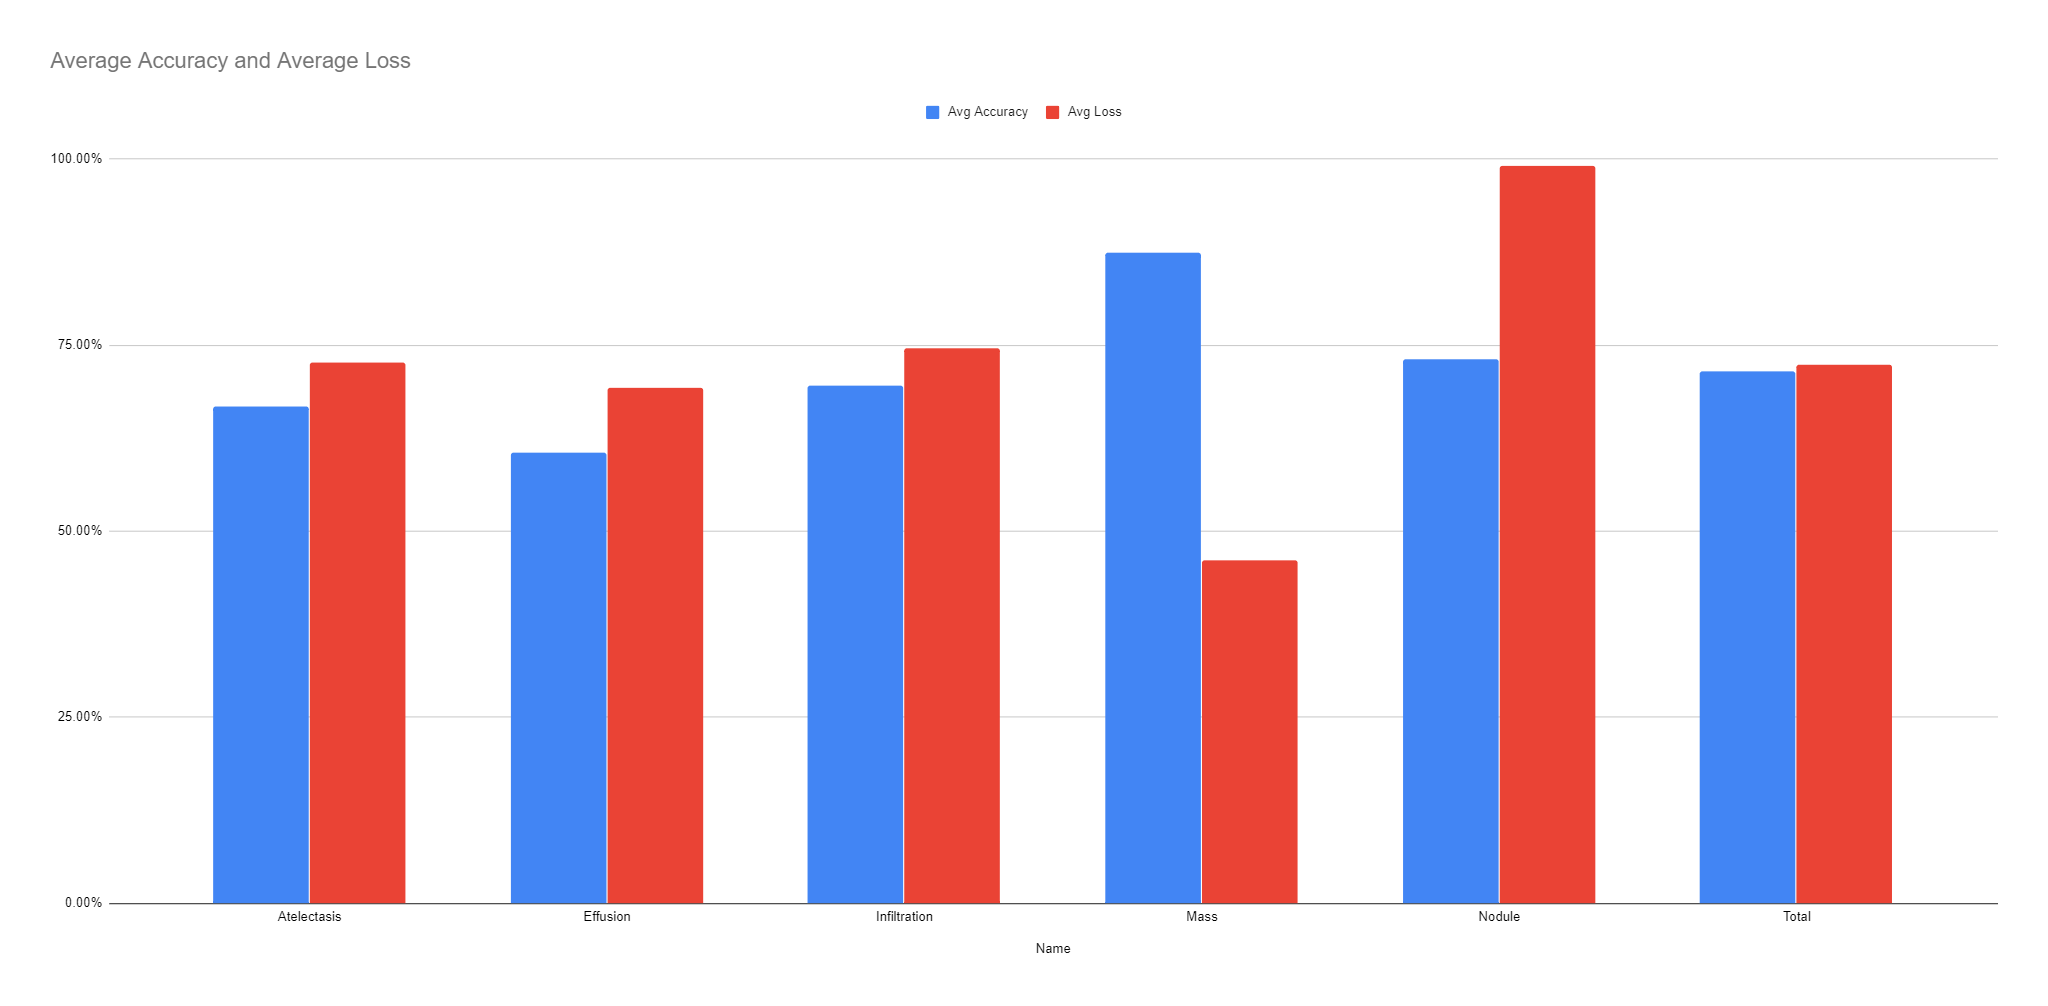 Average Accuracy and Average Loss
Avg Accuracy Avg Loss
100.00%
75.00%
50.00%
25.00%
0.00%
Atelectasis Effusion Infiltration Mass Nodule Total
Name